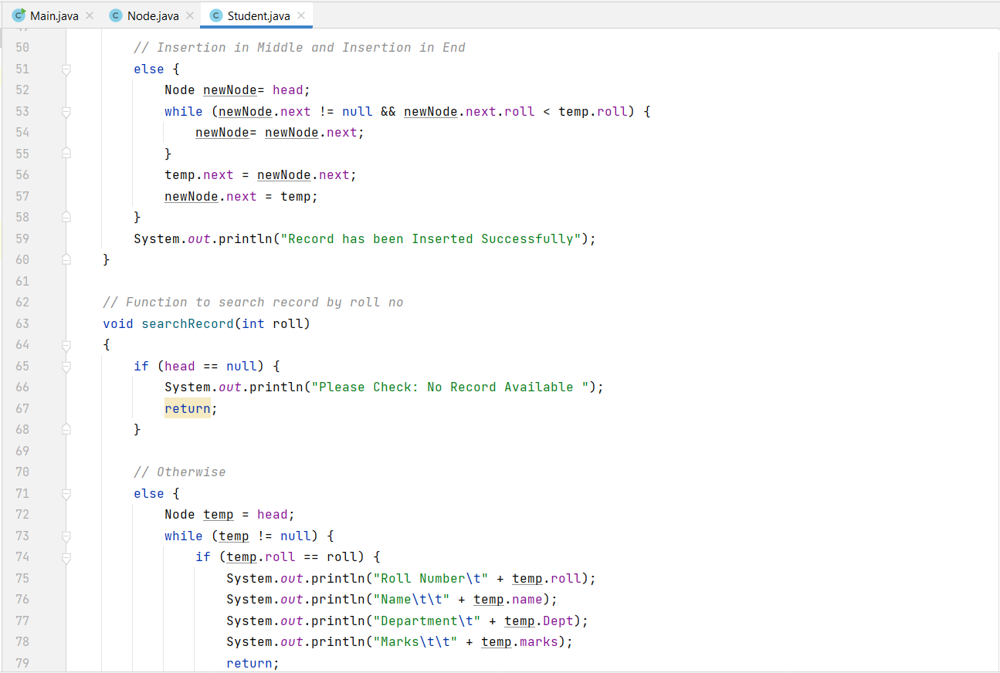 Main.java Node.java Student.java
50 // Insertion in Middle and Insertion in End
51 else {
52 Node newNode= head;
53 while (newNode.next != null && newNode.next.roll < temp.roll) {
54 newNode= newNode.next;
55 }
56 temp.next = newNode.next;
57 newNode.next = temp;
58 }
59 System.out.println("Record has been Inserted Successfully");
60 }
61
62 // Function to search record by roll no
63 void searchRecord(int roll)
64 {
65 if (head == null) {
66 System.out.println("Please Check: No Record Available ");
67 return;
68 }
69
70 // Otherwise
71 else {
72 Node temp = head;
73 while (temp != null) {
74 if (temp.roll == roll) {
75 System.out.println("Roll Number\t" + temp.roll);
76 System.out.println("Name\t\t" + temp.name);
77 System.out.println("Department\t" + temp.Dept);
78 System.out.println("Marks\t\t" + temp.marks);
79 return;